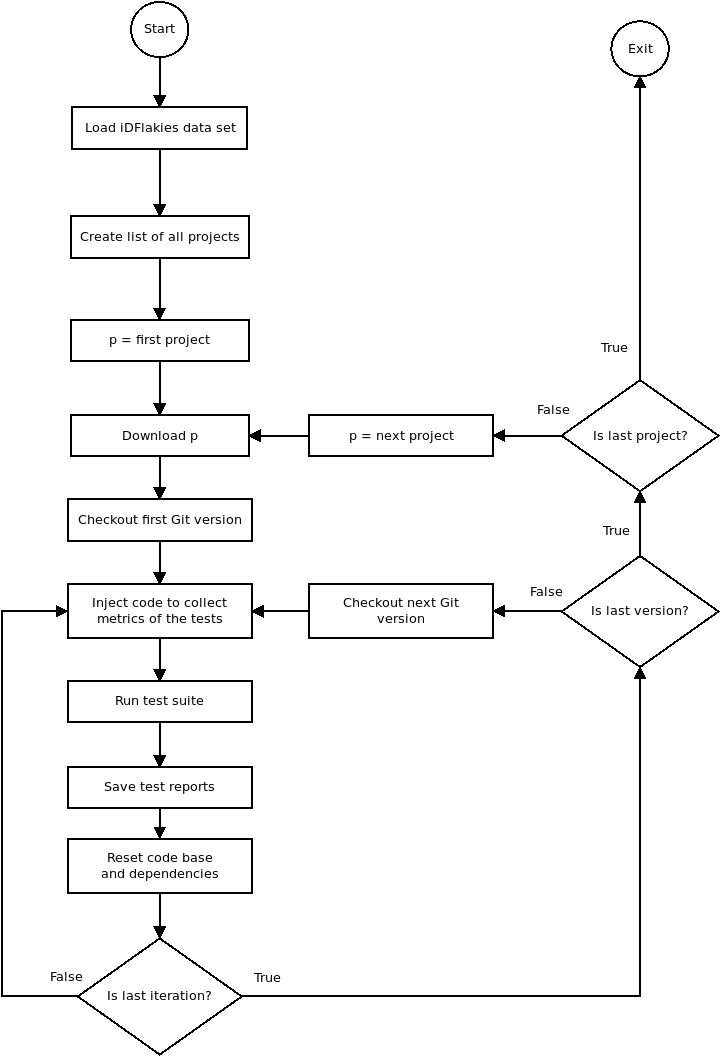 Start
Exit
Load iDFlakies data set
Create list of all projects
p = first project
True
False
Download p
p = next project
Is last project?
Checkout first Git version
True
False
Inject code to collect
metrics of the tests
Checkout next Git
version
Is last version?
Run test suite
Save test reports
Reset code base
and dependencies
False
True
Is last iteration?